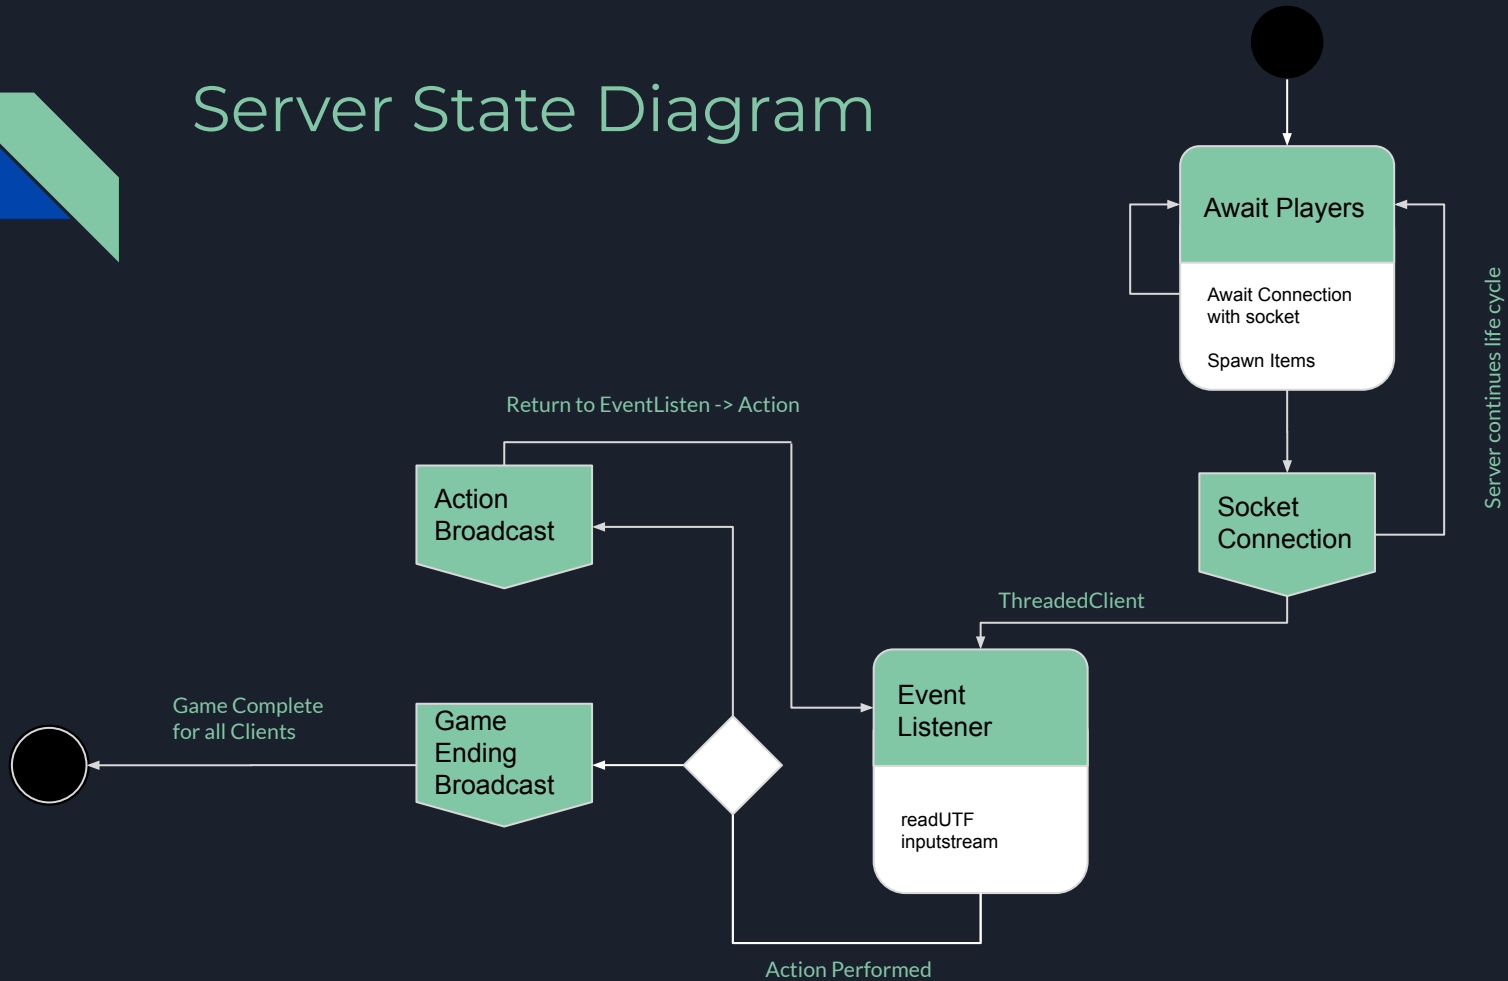 Server State Diagram
Await Players
Await Connection
with socket
Spawn Items
Server continues life cycle
Return to EventListen -> Action
Action
Broadcast
Socket
Connection
ThreadedClient
Event
Listener
readUTF
inputstream
Game Complete
for all Clients
Game
Ending
Broadcast
Action Performed